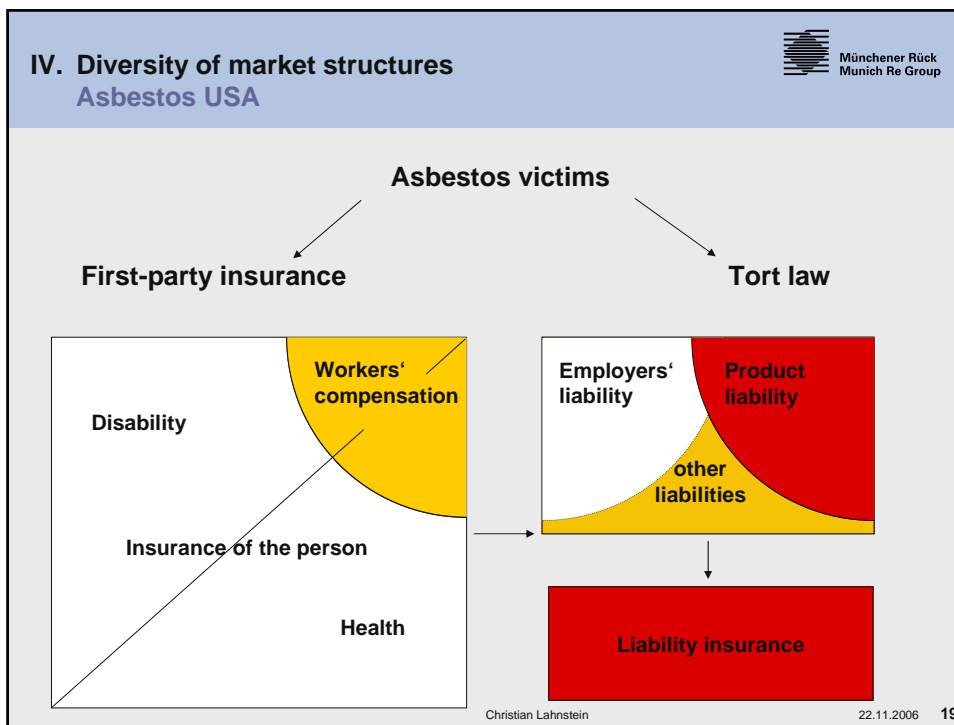 IV. Diversity of market structures
Asbestos USA
Münchener Rück
Munich Re Group
Asbestos victims
First-party insurance
Tort law
Workers‘
compensation
Disability
Insurance of the person
Health
Employers‘
liability
Product
liability
other
liabilities
Liability insurance
Christian Lahnstein
22.11.2006
19